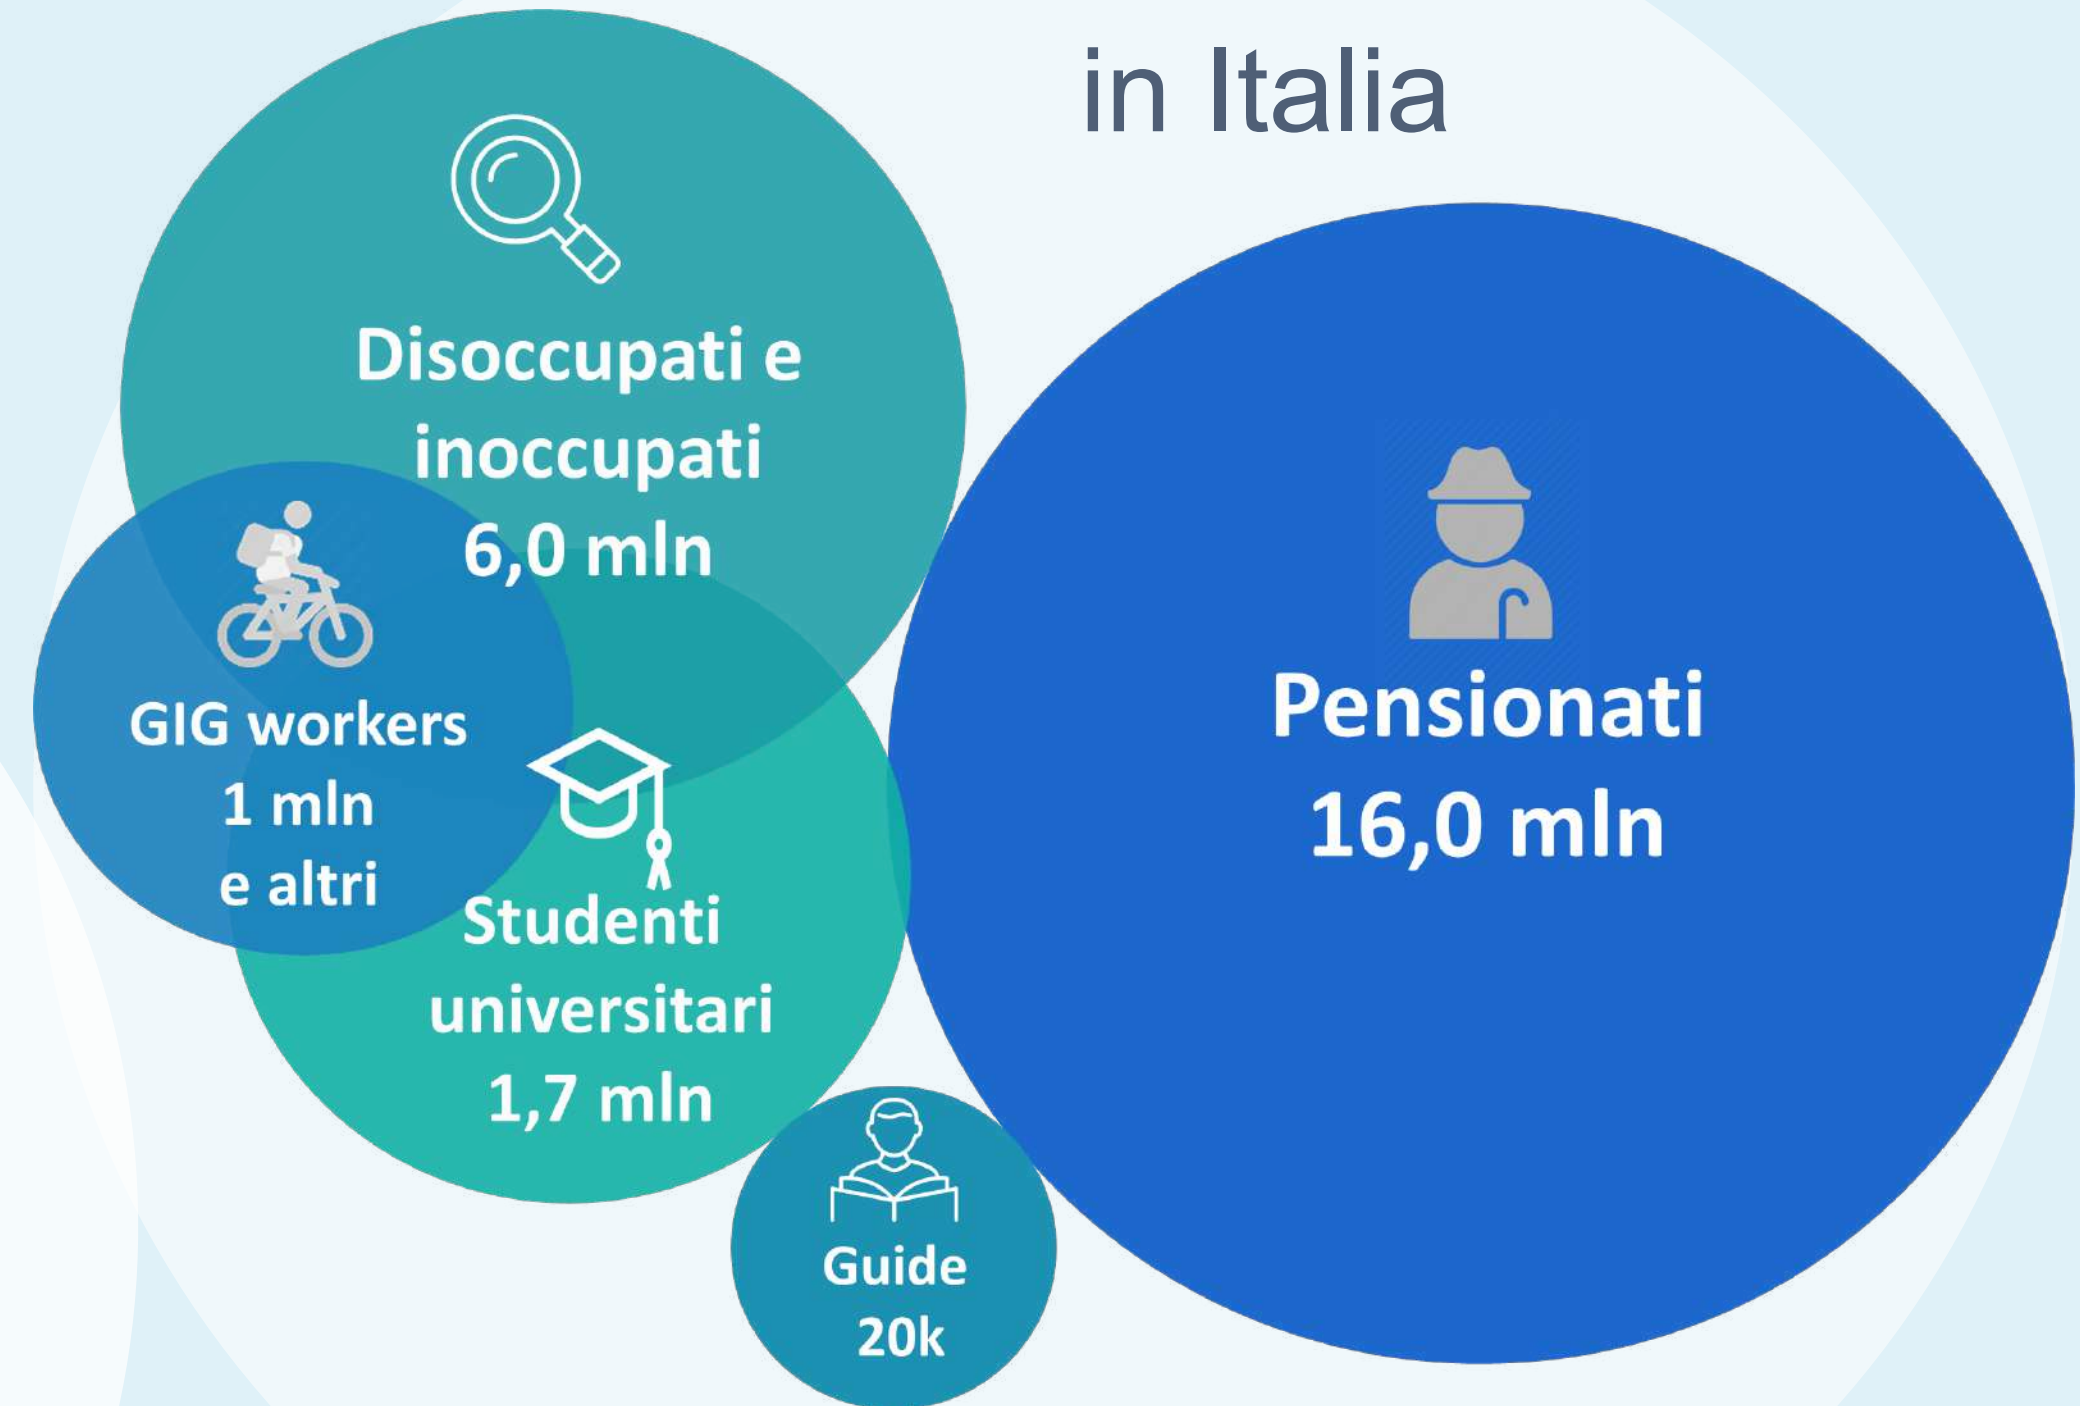 in Italia
Disoccupati e
inoccupati
6,0 mln
GIG workers
1 mln
e altri
Studenti
universitari
1,7 mln
Guide
20k
Pensionati
16,0 mln